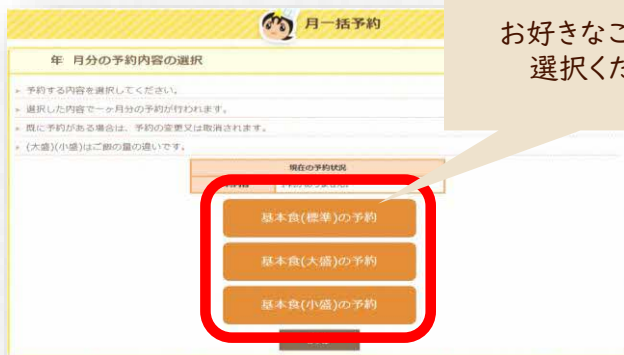 月一括予約
お好きなこ
選択くだ
年 月分の予約内容の選択
» 予約する内容を選択してください。
» 選択した内容で一ヶ月分の予約が行われます。
» 既に予約がある場合は、予約の変更又は取消されます。
» (大盛)(小盛)はご飯の量の違いです。
現在の予約状況
基本食(標準)の予約
基本食(大盛)の予約
基本食(小盛)の予約